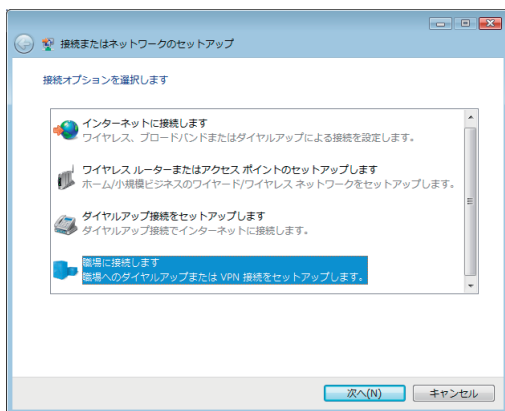 接続またはネットワークのセットアップ
接続オプションを選択します
インターネットに接続します
ワイヤレス、ブロードバンドまたはダイヤルアップによる接続を設定します。
ワイヤレス ルーターまたはアクセス ポイントのセットアップします
ホーム/小規模ビジネスのワイヤード/ワイヤレス ネットワークをセットアップします。
ダイヤルアップ接続をセットアップします
ダイヤルアップ接続でインターネットに接続します。
職場に接続します
職場へのダイヤルアップまたは VPN 接続をセットアップします。
次へ(N) キャンセル